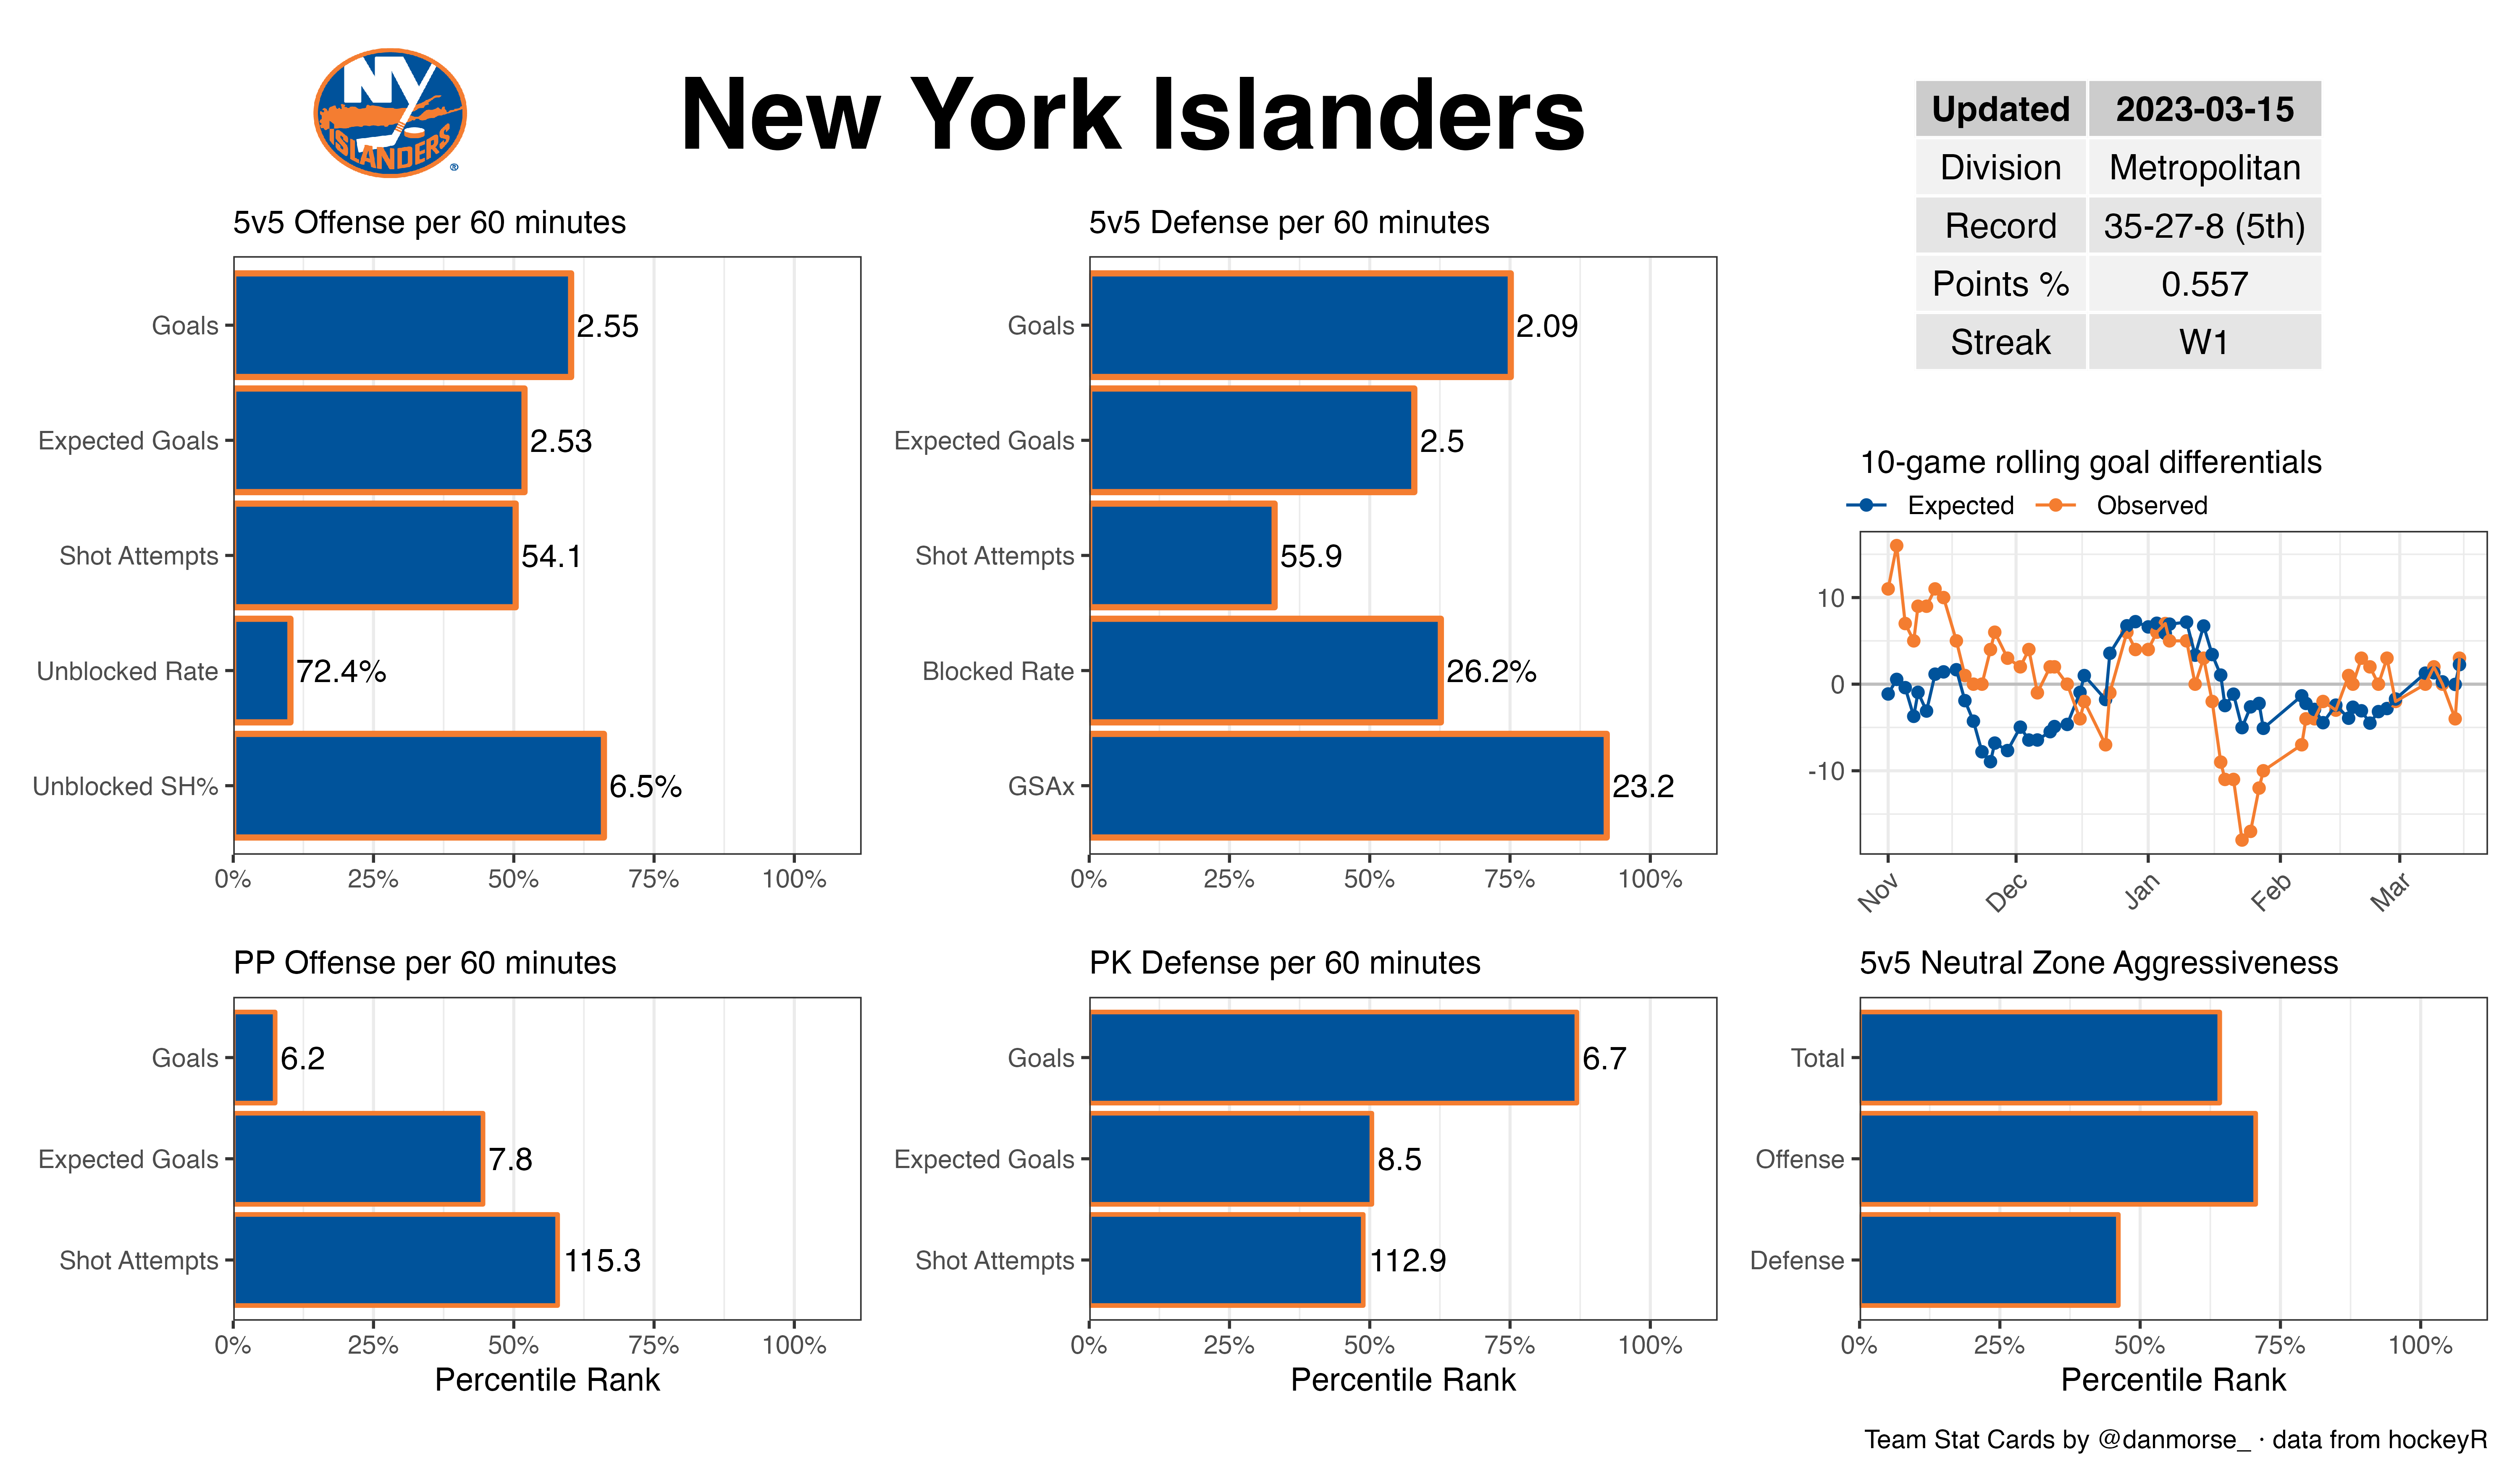 NY
ISLANDERS
®
New York Islanders
Updated 2023-03-15
Division Metropolitan
Record 35-27-8 (5th)
Points % 0.557
Streak W1
5v5 Offense per 60 minutes
Goals 2.55
Expected Goals 2.53
Shot Attempts 54.1
Unblocked Rate 72.4%
Unblocked SH% 6.5%
0% 25% 50% 75% 100%
5v5 Defense per 60 minutes
Goals 2.09
Expected Goals 2.5
Shot Attempts 55.9
Blocked Rate 26.2%
GSAx 23.2
0% 25% 50% 75% 100%
10-game rolling goal differentials
Expected Observed
10
0
-10
Nov Dec Jan Feb Mar
PP Offense per 60 minutes
Goals 6.2
Expected Goals 7.8
Shot Attempts 115.3
0% 25% 50% 75% 100%
Percentile Rank
PK Defense per 60 minutes
Goals 6.7
Expected Goals 8.5
Shot Attempts 112.9
0% 25% 50% 75% 100%
Percentile Rank
5v5 Neutral Zone Aggressiveness
Total
Offense
Defense
0% 25% 50% 75% 100%
Percentile Rank
Team Stat Cards by @danmorse_ · data from hockeyR